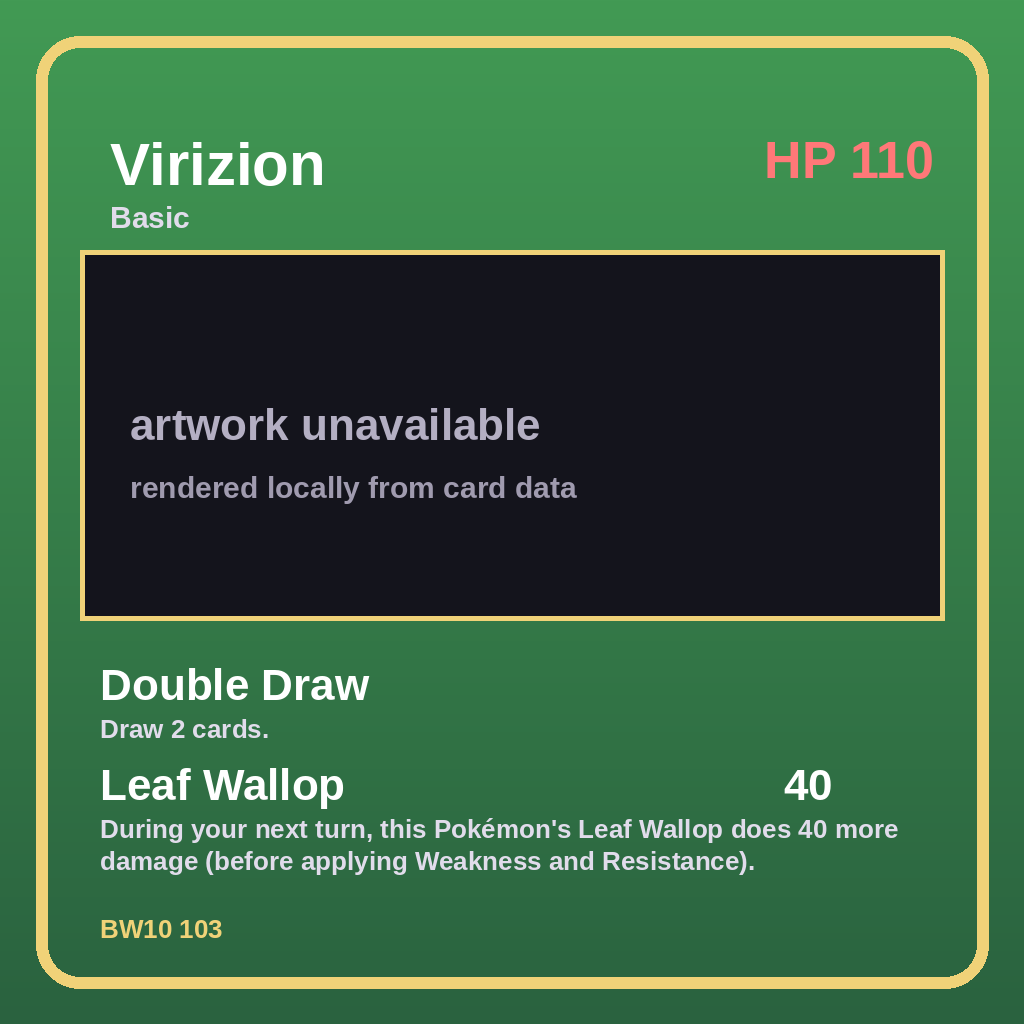 Virizion
HP 110
Basic
artwork unavailable
rendered locally from card data
Double Draw
Draw 2 cards.
Leaf Wallop 40
During your next turn, this Pokémon's Leaf Wallop does 40 more
damage (before applying Weakness and Resistance).
BW10 103